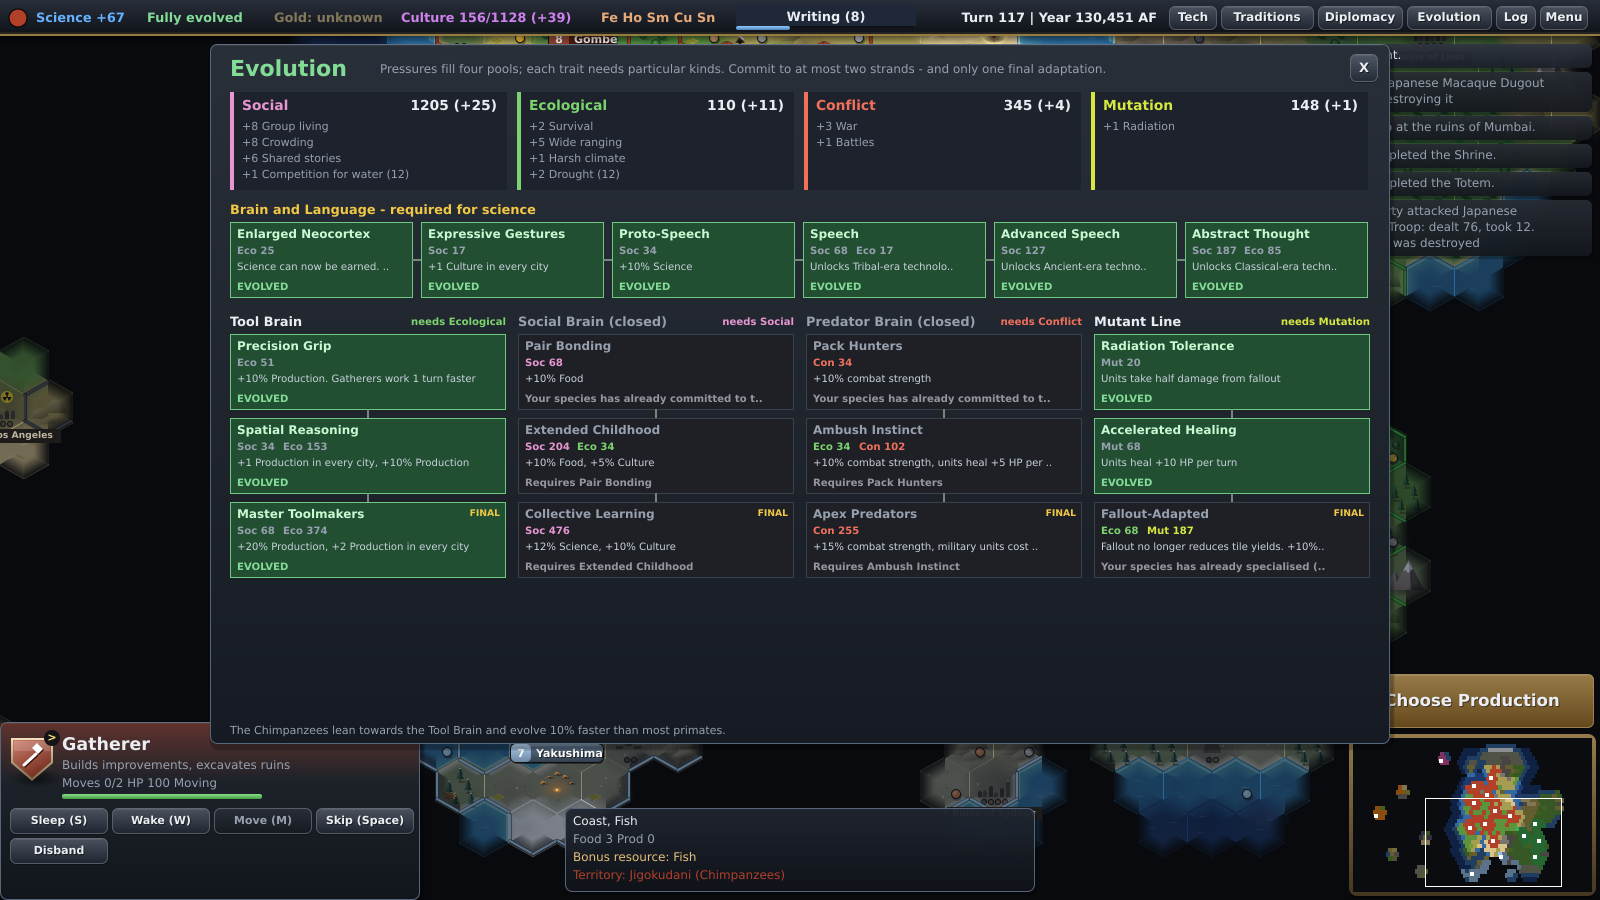 Science +67
Fully evolved
Gold: unknown
Culture 156/1128 (+39)
Fe Ho Sm Cu Sn
Writing (8)
Turn 117 | Year 130,451 AF
Tech
Traditions
Diplomacy
Evolution
Log
Menu
8 Gombe
Evolution
Pressures fill four pools; each trait needs particular kinds. Commit to at most two strands - and only one final adaptation.
X
Social 1205 (+25)
+8 Group living
+8 Crowding
+6 Shared stories
+1 Competition for water (12)
Ecological 110 (+11)
+2 Survival
+5 Wide ranging
+1 Harsh climate
+2 Drought (12)
Conflict 345 (+4)
+3 War
+1 Battles
Mutation 148 (+1)
+1 Radiation
Brain and Language - required for science
Enlarged Neocortex
Eco 25
Science can now be earned. ..
EVOLVED
Expressive Gestures
Soc 17
+1 Culture in every city
EVOLVED
Proto-Speech
Soc 34
+10% Science
EVOLVED
Speech
Soc 68 Eco 17
Unlocks Tribal-era technolo..
EVOLVED
Advanced Speech
Soc 127
Unlocks Ancient-era techno..
EVOLVED
Abstract Thought
Soc 187 Eco 85
Unlocks Classical-era techn..
EVOLVED
Tool Brain needs Ecological
Precision Grip
Eco 51
+10% Production. Gatherers work 1 turn faster
EVOLVED
Spatial Reasoning
Soc 34 Eco 153
+1 Production in every city, +10% Production
EVOLVED
Master Toolmakers FINAL
Soc 68 Eco 374
+20% Production, +2 Production in every city
EVOLVED
Social Brain (closed) needs Social
Pair Bonding
Soc 68
+10% Food
Your species has already committed to t..
Extended Childhood
Soc 204 Eco 34
+10% Food, +5% Culture
Requires Pair Bonding
Collective Learning FINAL
Soc 476
+12% Science, +10% Culture
Requires Extended Childhood
Predator Brain (closed) needs Conflict
Pack Hunters
Con 34
+10% combat strength
Your species has already committed to t..
Ambush Instinct
Eco 34 Con 102
+10% combat strength, units heal +5 HP per ..
Requires Pack Hunters
Apex Predators FINAL
Con 255
+15% combat strength, military units cost ..
Requires Ambush Instinct
Mutant Line needs Mutation
Radiation Tolerance
Mut 20
Units take half damage from fallout
EVOLVED
Accelerated Healing
Mut 68
Units heal +10 HP per turn
EVOLVED
Fallout-Adapted FINAL
Eco 68 Mut 187
Fallout no longer reduces tile yields. +10%..
Your species has already specialised (..
The Chimpanzees lean towards the Tool Brain and evolve 10% faster than most primates.
nt.
apanese Macaque Dugout
estroying it
at the ruins of Mumbai.
pleted the Shrine.
pleted the Totem.
ty attacked Japanese
Troop: dealt 76, took 12.
was destroyed
os Angeles
Choose Production
Gatherer
Builds improvements, excavates ruins
Moves 0/2 HP 100 Moving
Sleep (S)
Wake (W)
Move (M)
Skip (Space)
Disband
7 Yakushima
Coast, Fish
Food 3 Prod 0
Bonus resource: Fish
Territory: Jigokudani (Chimpanzees)